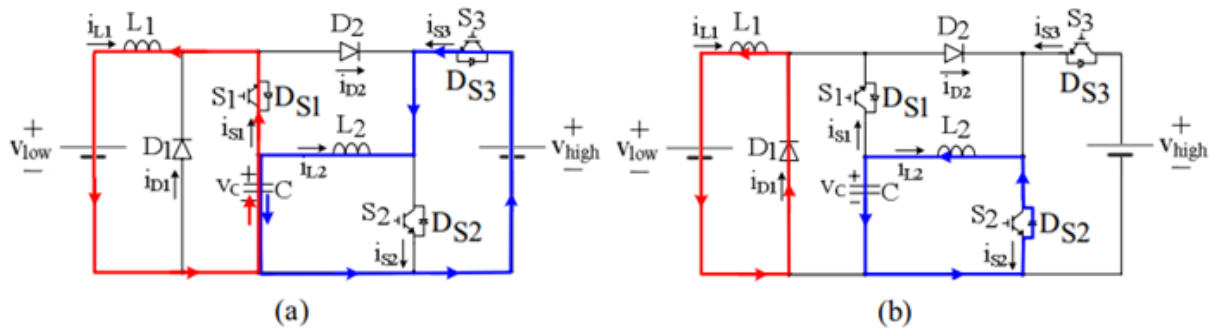 iL1 L1 D2 iS3 S3
iD2 DS3
S1 DS1
iS1 L2
+ vlow − D1 iL2 + vhigh −
iD1 vC + − C
S2 DS2
iS2
(a)
iL1 L1 D2 iS3 S3
iD2 DS3
S1 DS1
iS1 L2
+ vlow − D1 iL2 + vhigh −
iD1 vC + − C
S2 DS2
iS2
(b)